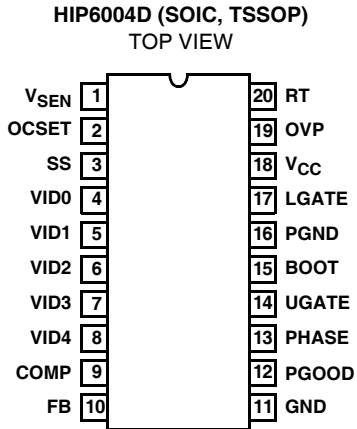 HIP6004D (SOIC, TSSOP)
TOP VIEW
VSEN 1 20 RT
OCSET 2 19 OVP
SS 3 18 VCC
VID0 4 17 LGATE
VID1 5 16 PGND
VID2 6 15 BOOT
VID3 7 14 UGATE
VID4 8 13 PHASE
COMP 9 12 PGOOD
FB 10 11 GND